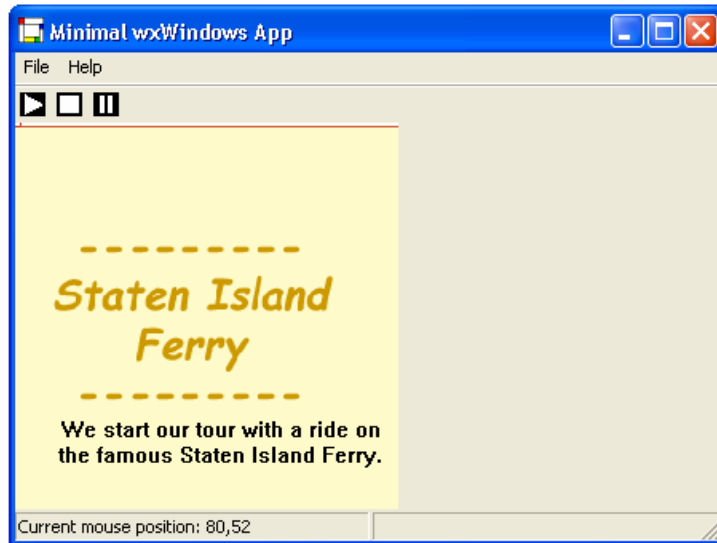 Minimal wxWindows App
File Help
---------
Staten Island
Ferry
---------
We start our tour with a ride on
the famous Staten Island Ferry.
Current mouse position: 80,52